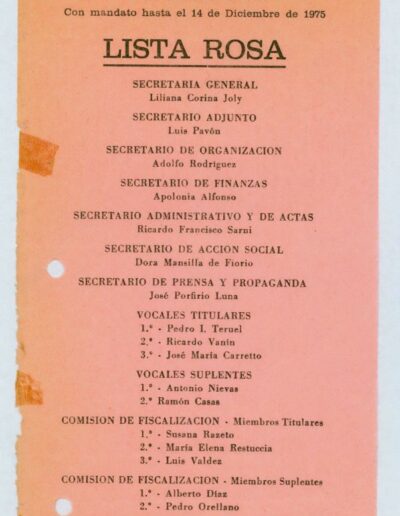 Con mandato hasta el 14 de Diciembre de 1975
LISTA ROSA
SECRETARIA GENERAL
Liliana Corina Joly
SECRETARIO ADJUNTO
Luis Pavón
SECRETARIO DE ORGANIZACION
Adolfo Rodríguez
SECRETARIO DE FINANZAS
Apolonia Alfonso
SECRETARIO ADMINISTRATIVO Y DE ACTAS
Ricardo Francisco Sarni
SECRETARIO DE ACCION SOCIAL
Dora Mansilla de Fiorio
SECRETARIO DE PRENSA Y PROPAGANDA
José Porfirio Luna
VOCALES TITULARES
1.° - Pedro I. Teruel
2.° - Ricardo Vanin
3.° - José María Carretto
VOCALES SUPLENTES
1.° - Antonio Nievas
2.° Ramón Casas
COMISION DE FISCALIZACION - Miembros Titulares
1.° - Susana Razeto
2.° - María Elena Restuccia
3.° - Luis Valdez
COMISION DE FISCALIZACION - Miembros Suplentes
1.° - Alberto Díaz
2.° - Pedro Orellano